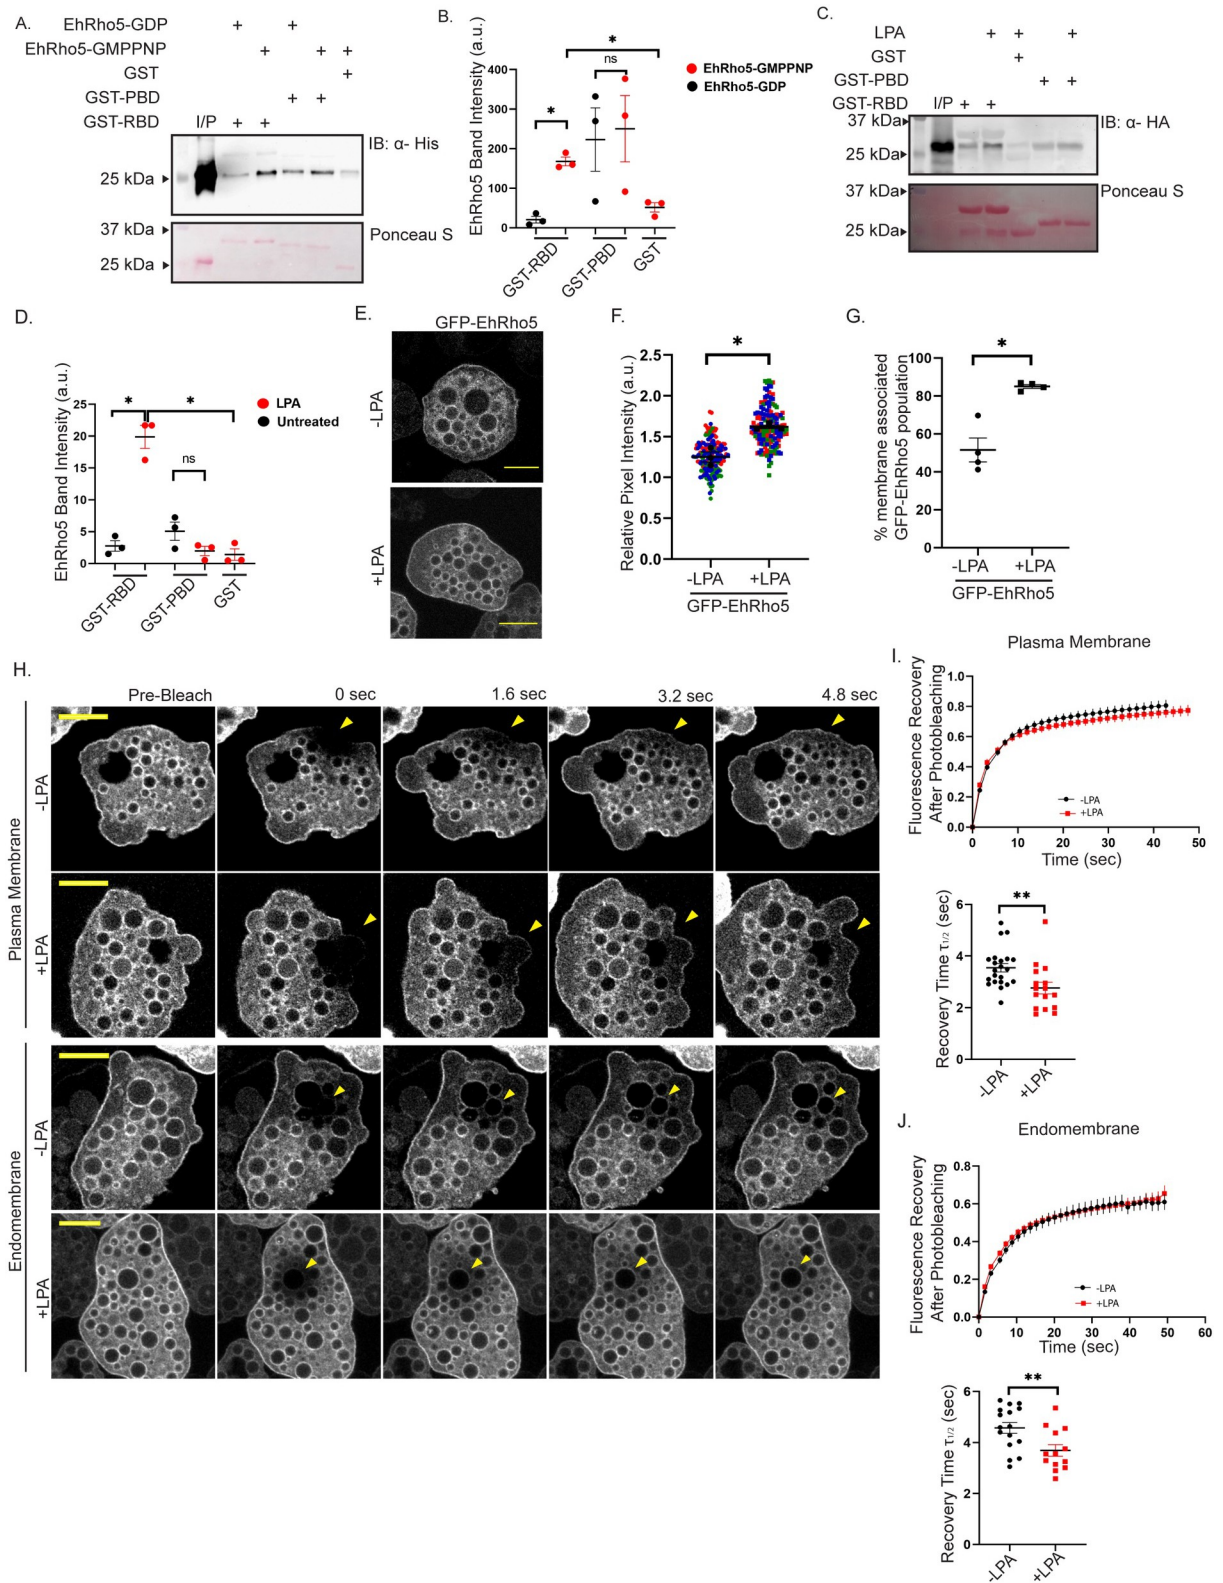 A.
EhRho5-GDP + +
EhRho5-GMPPNP + + +
GST +
GST-PBD + +
GST-RBD I/P + +
IB: α- His
25 kDa
37 kDa
Ponceau S
25 kDa
B.
EhRho5 Band Intensity (a.u.)
400
300
200
100
0
* ns *
EhRho5-GMPPNP
EhRho5-GDP
GST-RBD
GST-PBD
GST
C.
LPA + + +
GST +
GST-PBD + +
GST-RBD I/P + +
37 kDa
IB: α- HA
25 kDa
37 kDa
Ponceau S
25 kDa
D.
EhRho5 Band Intensity (a.u.)
25
20
15
10
5
0
* * ns
LPA
Untreated
GST-RBD
GST-PBD
GST
E.
GFP-EhRho5
-LPA
+LPA
F.
Relative Pixel Intensity (a.u.)
2.5
2.0
1.5
1.0
0.5
0.0
*
-LPA +LPA
GFP-EhRho5
G.
% membrane associated
GFP-EhRho5 population
100
80
60
40
20
0
*
-LPA +LPA
GFP-EhRho5
H.
Pre-Bleach 0 sec 1.6 sec 3.2 sec 4.8 sec
Plasma Membrane
-LPA
+LPA
Endomembrane
-LPA
+LPA
I.
Plasma Membrane
Fluorescence Recovery
After Photobleaching
1.0
0.8
0.6
0.4
0.2
0.0
-LPA
+LPA
0 10 20 30 40 50
Time (sec)
Recovery Time τ1/2 (sec)
6
4
2
0
**
-LPA +LPA
J.
Endomembrane
Fluorescence Recovery
After Photobleaching
0.8
0.6
0.4
0.2
0.0
-LPA
+LPA
0 10 20 30 40 50 60
Time (sec)
Recovery Time τ1/2 (sec)
6
4
2
0
**
-LPA +LPA